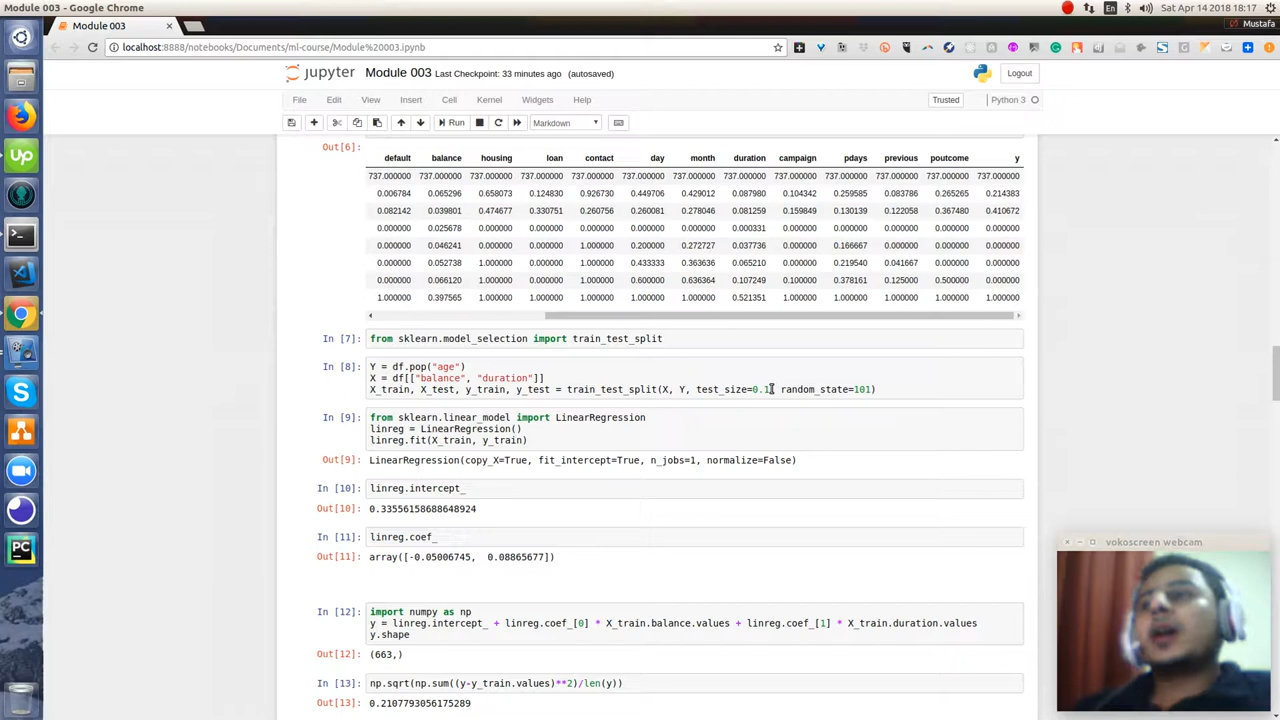 Module 003 - Google Chrome
En
Sat Apr 14 2018 18:17
Module 003
Mustafa
localhost:8888/notebooks/Documents/ml-course/Module%20003.ipynb
jupyter Module 003 Last Checkpoint: 33 minutes ago (autosaved)
Logout
File Edit View Insert Cell Kernel Widgets Help
Trusted Python 3
Run Markdown
Out[6]:
default balance housing loan contact day month duration campaign pdays previous poutcome y
737.000000 737.000000 737.000000 737.000000 737.000000 737.000000 737.000000 737.000000 737.000000 737.000000 737.000000 737.000000 737.000000
0.006784 0.065296 0.658073 0.124830 0.926730 0.449706 0.429012 0.087980 0.104342 0.259585 0.083786 0.265265 0.214383
0.082142 0.039801 0.474677 0.330751 0.260756 0.260081 0.278046 0.081259 0.159849 0.130139 0.122058 0.367480 0.410672
0.000000 0.025678 0.000000 0.000000 0.000000 0.000000 0.000000 0.000331 0.000000 0.000000 0.000000 0.000000 0.000000
0.000000 0.046241 0.000000 0.000000 1.000000 0.200000 0.272727 0.037736 0.000000 0.166667 0.000000 0.000000 0.000000
0.000000 0.052738 1.000000 0.000000 1.000000 0.433333 0.363636 0.065210 0.000000 0.219540 0.041667 0.000000 0.000000
0.000000 0.066120 1.000000 0.000000 1.000000 0.600000 0.636364 0.107249 0.100000 0.378161 0.125000 0.500000 0.000000
1.000000 0.397565 1.000000 1.000000 1.000000 1.000000 1.000000 0.521351 1.000000 1.000000 1.000000 1.000000 1.000000
In [7]: from sklearn.model_selection import train_test_split
In [8]: Y = df.pop("age")
X = df[["balance", "duration"]]
X_train, X_test, y_train, y_test = train_test_split(X, Y, test_size=0.1, random_state=101)
In [9]: from sklearn.linear_model import LinearRegression
linreg = LinearRegression()
linreg.fit(X_train, y_train)
Out[9]: LinearRegression(copy_X=True, fit_intercept=True, n_jobs=1, normalize=False)
In [10]: linreg.intercept_
Out[10]: 0.33556158688648924
In [11]: linreg.coef_
Out[11]: array([-0.05006745, 0.08865677])
In [12]: import numpy as np
y = linreg.intercept_ + linreg.coef_[0] * X_train.balance.values + linreg.coef_[1] * X_train.duration.values
y.shape
Out[12]: (663,)
In [13]: np.sqrt(np.sum((y-y_train.values)**2)/len(y))
Out[13]: 0.2107793056175289
vokoscreen webcam
Up
PC